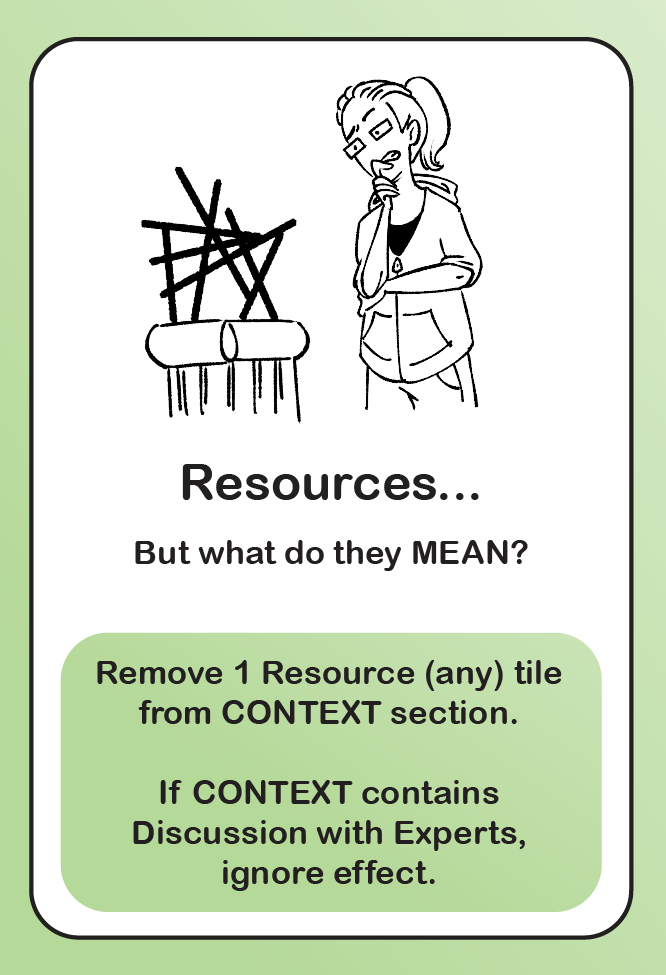 Resources...
But what do they MEAN?
Remove 1 Resource (any) tile
from CONTEXT section.
If CONTEXT contains
Discussion with Experts,
ignore effect.